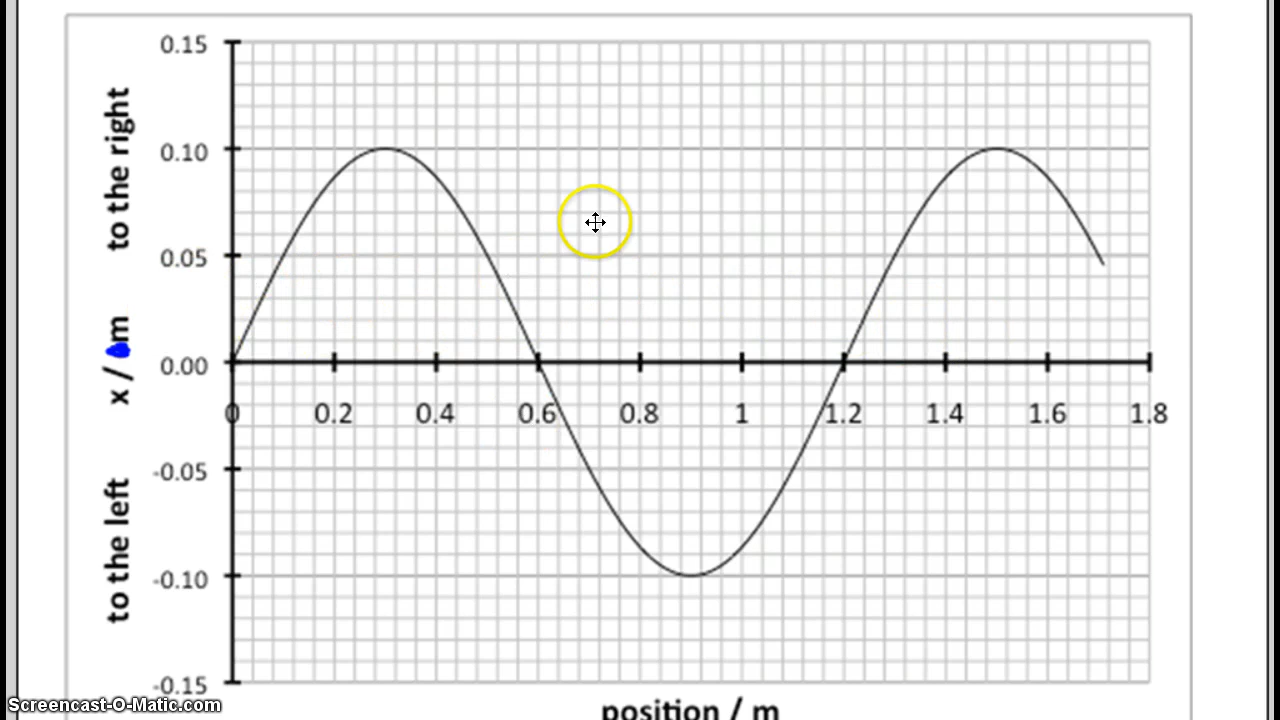 to the right
x / m
to the left
0.15
0.10
0.05
0.00
-0.05
-0.10
-0.15
0 0.2 0.4 0.6 0.8 1 1.2 1.4 1.6 1.8
position / m
Screencast-O-Matic.com